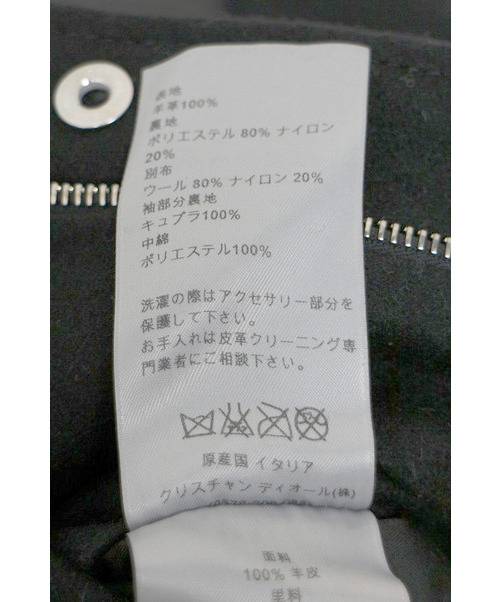 表地
羊革100%
裏地
ポリエステル 80% ナイロン
20%
別布
ウール 80% ナイロン 20%
袖部分裏地
キュプラ100%
中綿
ポリエステル100%
洗濯の際はアクセサリー部分を
保護して下さい。
お手入れは皮革クリーニング専
門業者にご相談下さい。
原産国 イタリア
クリスチャン ディオール(株)
面料
100% 羊皮
里料